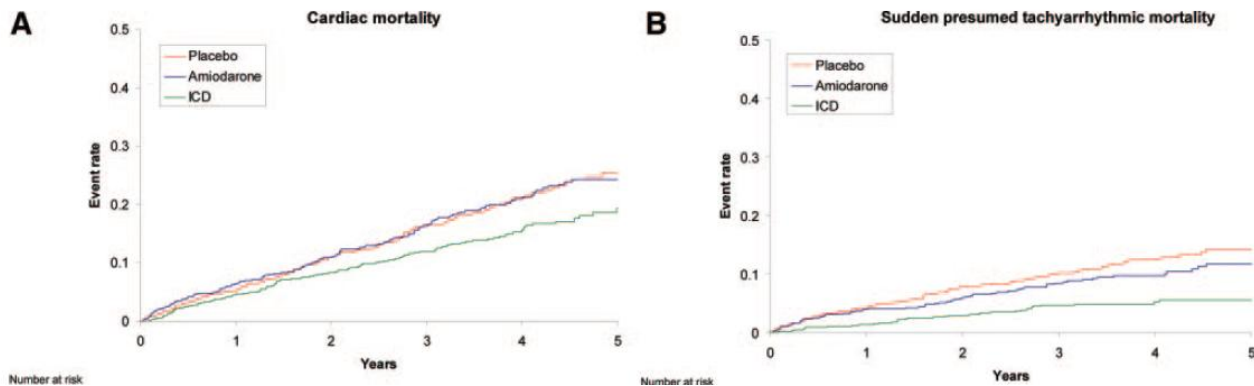 A
Cardiac mortality
0.5
0.4
0.3
0.2
0.1
0
Event rate
Placebo
Amiodarone
ICD
0 1 2 3 4 5
Years
Number at risk
B
Sudden presumed tachyarrhythmic mortality
0.5
0.4
0.3
0.2
0.1
0
Event rate
Placebo
Amiodarone
ICD
0 1 2 3 4 5
Years
Number at risk